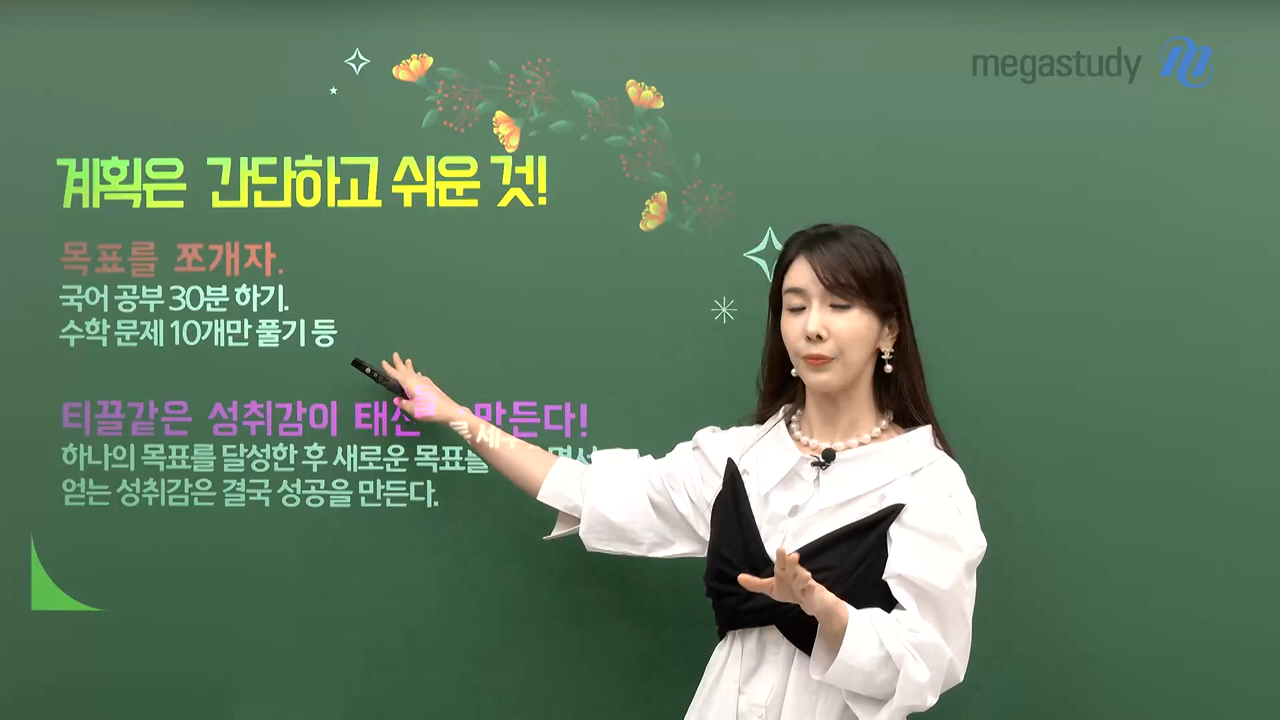 megastudy
계획은 간단하고 쉬운 것!
목표를 쪼개자.
국어 공부 30분 하기.
수학 문제 10개만 풀기 등
티끌같은 성취감이 만든다!
하나의 목표를 달성한 후 새로운 목표를
얻는 성취감은 결국 성공을 만든다.